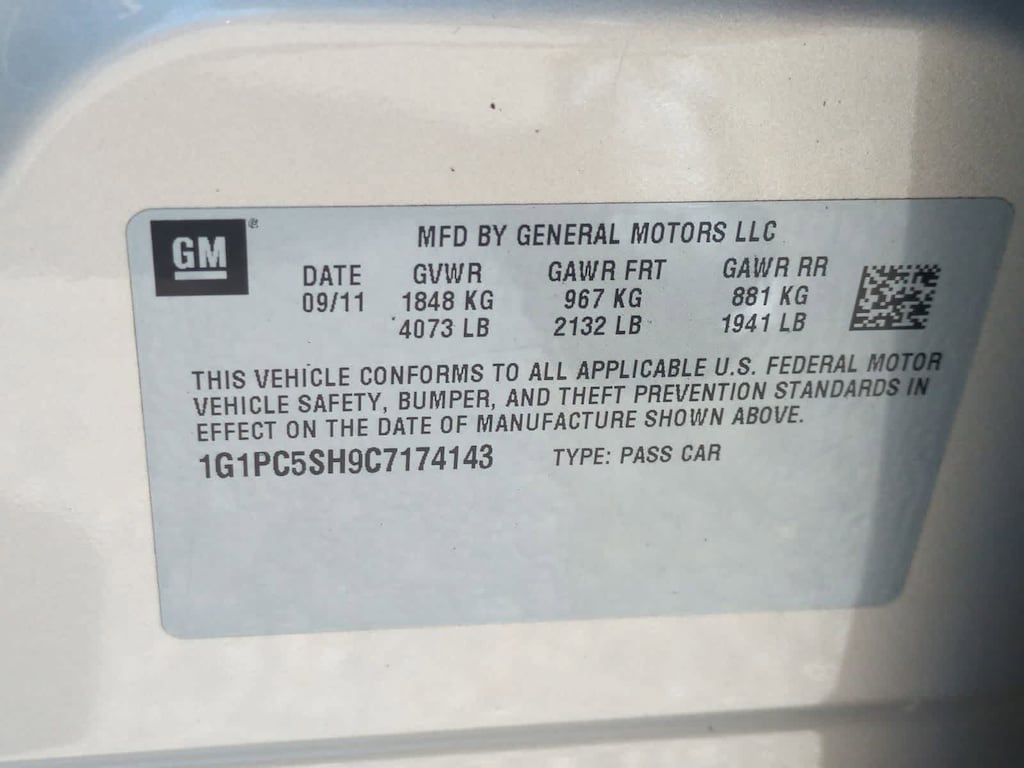 GM ®
MFD BY GENERAL MOTORS LLC
DATE GVWR GAWR FRT GAWR RR
09/11 1848 KG 967 KG 881 KG
4073 LB 2132 LB 1941 LB
THIS VEHICLE CONFORMS TO ALL APPLICABLE U.S. FEDERAL MOTOR
VEHICLE SAFETY, BUMPER, AND THEFT PREVENTION STANDARDS IN
EFFECT ON THE DATE OF MANUFACTURE SHOWN ABOVE.
1G1PC5SH9C7174143 TYPE: PASS CAR